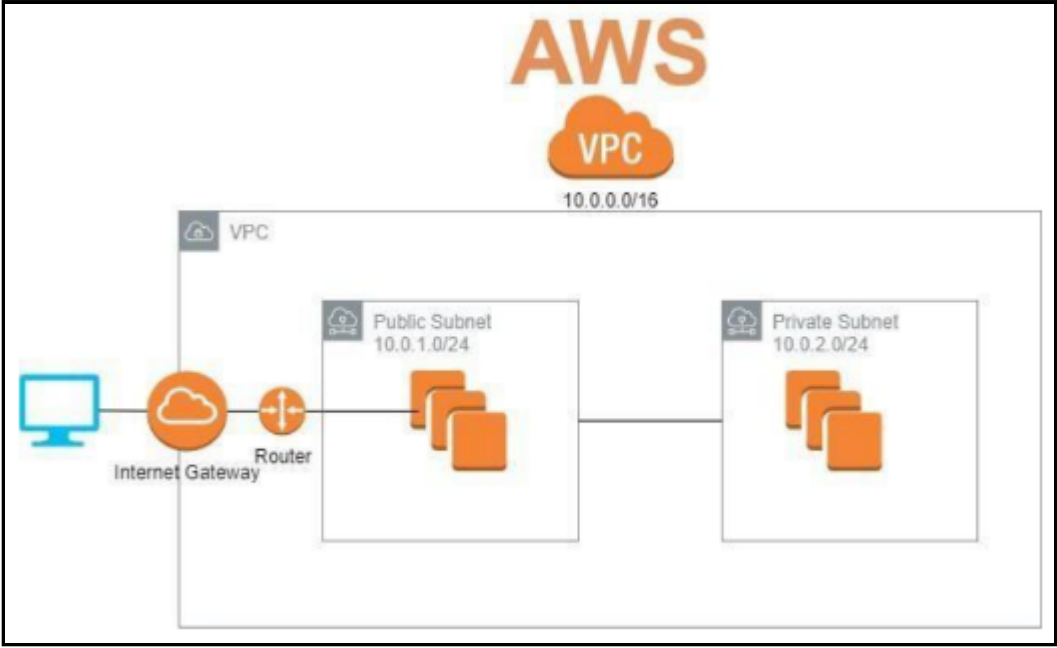 AWS
VPC
10.0.0.0/16
VPC
Public Subnet
10.0.1.0/24
Private Subnet
10.0.2.0/24
Internet Gateway
Router